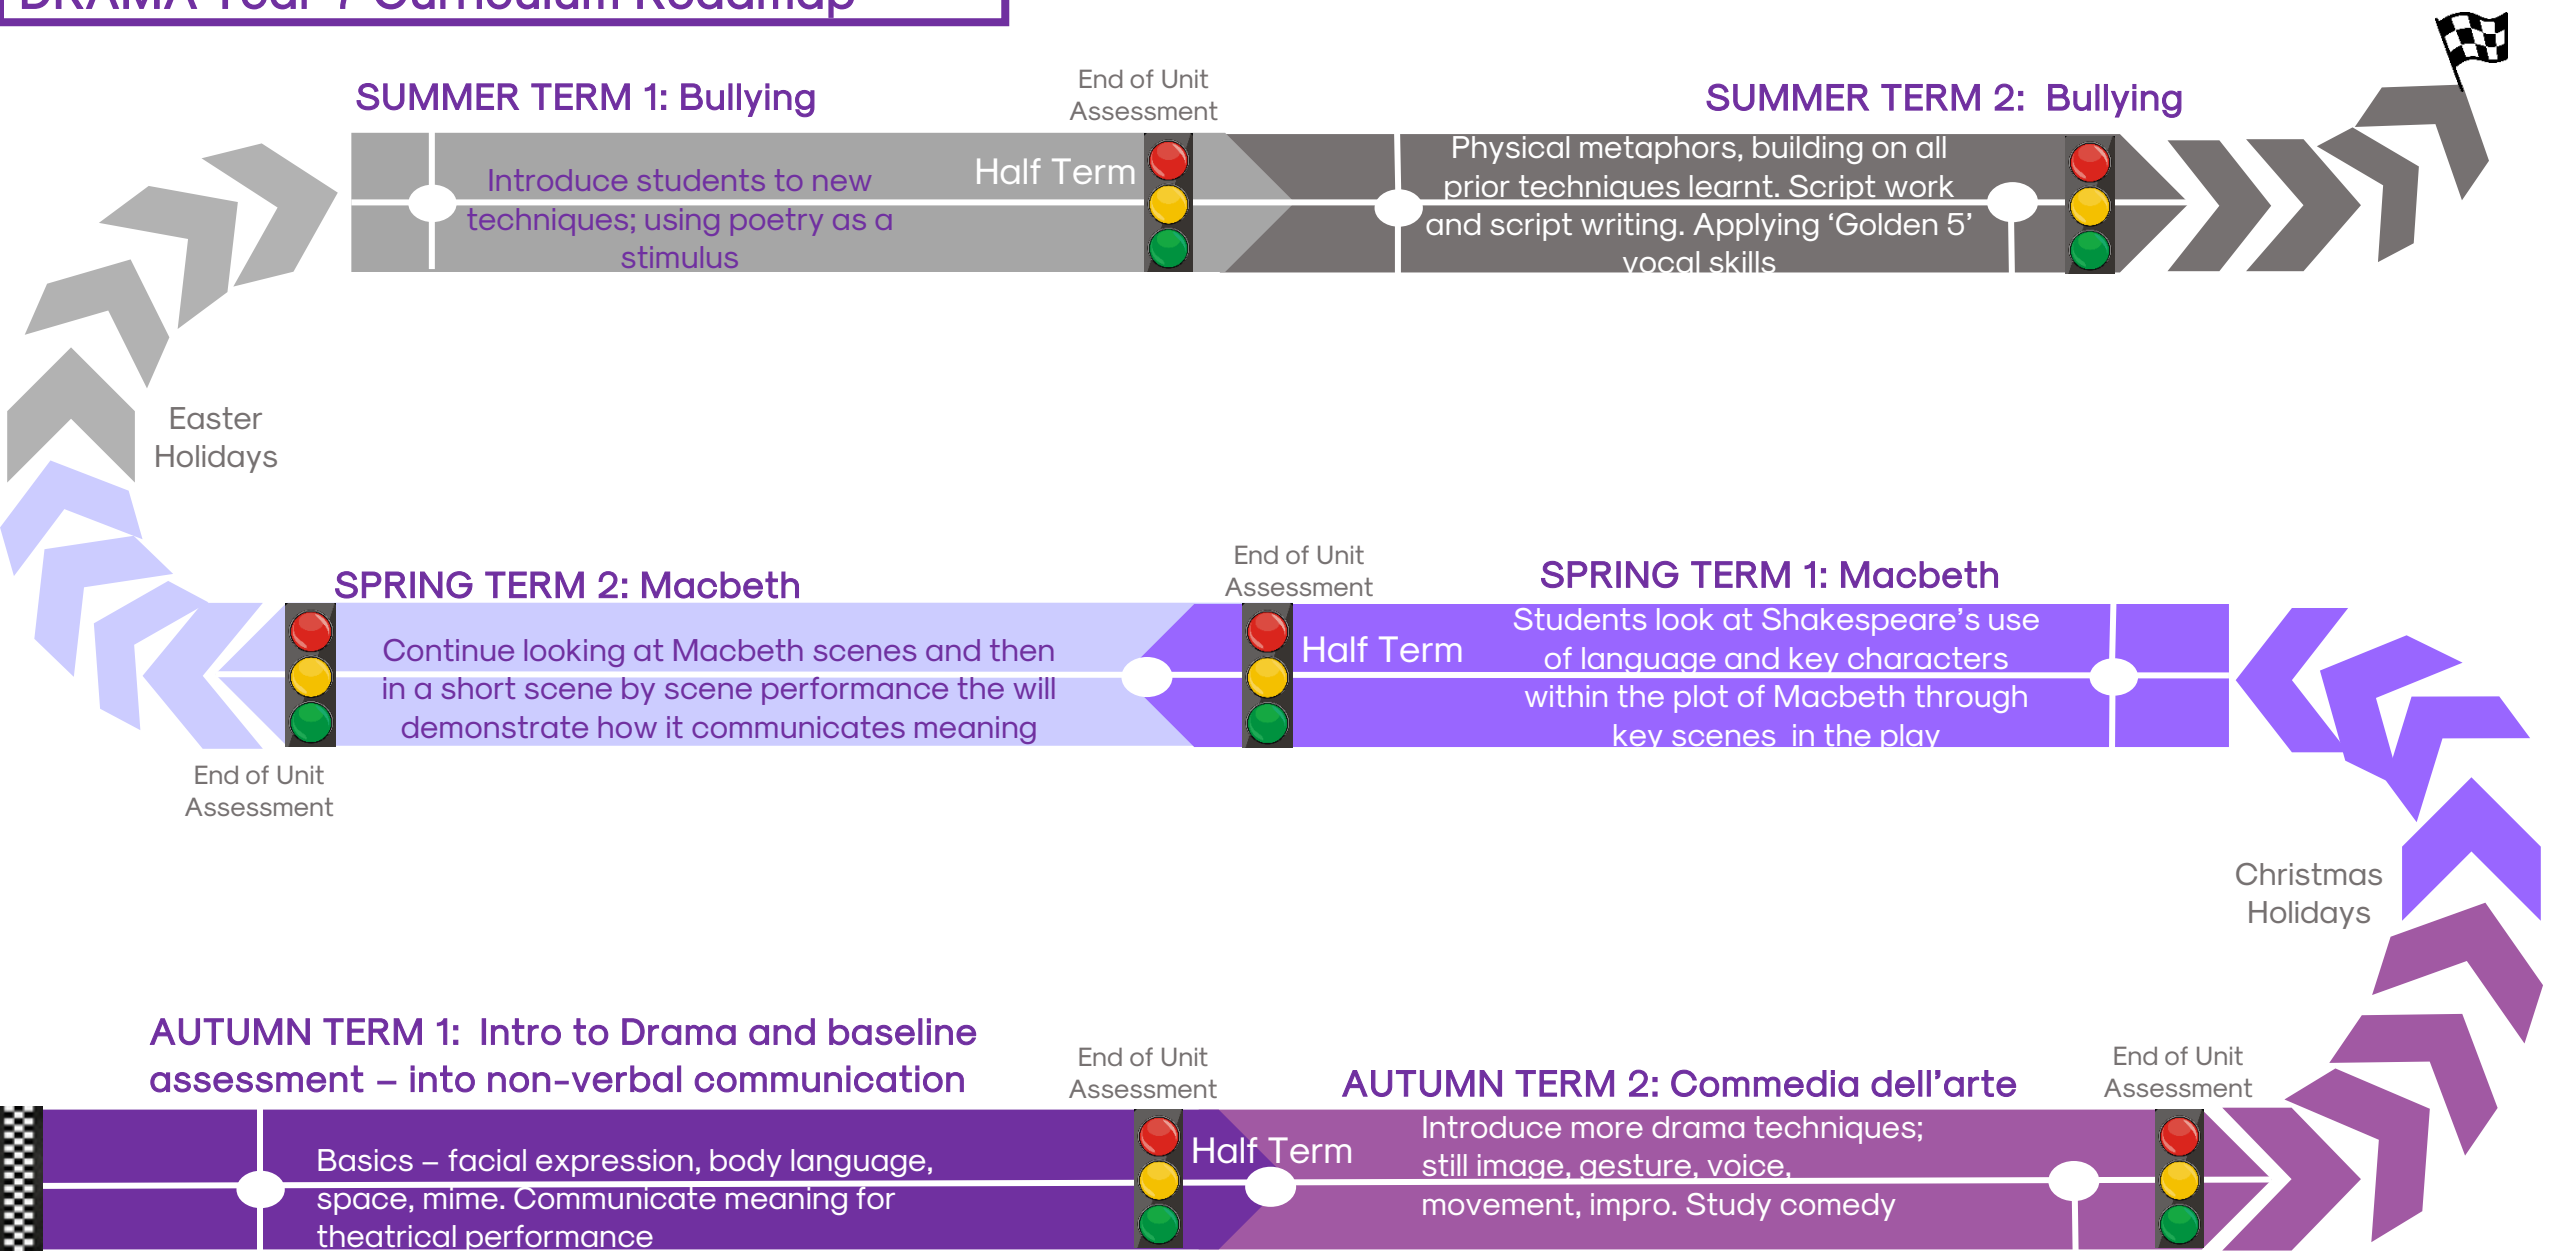 DRAMA Year 7 Curriculum Roadmap
SUMMER TERM 1: Bullying
End of Unit
Assessment
SUMMER TERM 2:  Bullying
Introduce students to new
techniques; using poetry as a
stimulus
Half Term
Physical metaphors, building on all
prior techniques learnt. Script work
and script writing. Applying ‘Golden 5’
vocal skills
Easter
Holidays
SPRING TERM 2: Macbeth
End of Unit
Assessment
SPRING TERM 1: Macbeth
Continue looking at Macbeth scenes and then
in a short scene by scene performance the will
demonstrate how it communicates meaning
Half Term
Students look at Shakespeare’s use
of language and key characters
within the plot of Macbeth through
key scenes  in the play
End of Unit
Assessment
Christmas
Holidays
AUTUMN TERM 1:  Intro to Drama and baseline
assessment – into non-verbal communication
End of Unit
Assessment
AUTUMN TERM 2: Commedia dell’arte
End of Unit
Assessment
Basics – facial expression, body language,
space, mime. Communicate meaning for
theatrical performance
Half Term
Introduce more drama techniques;
still image, gesture, voice,
movement, impro. Study comedy